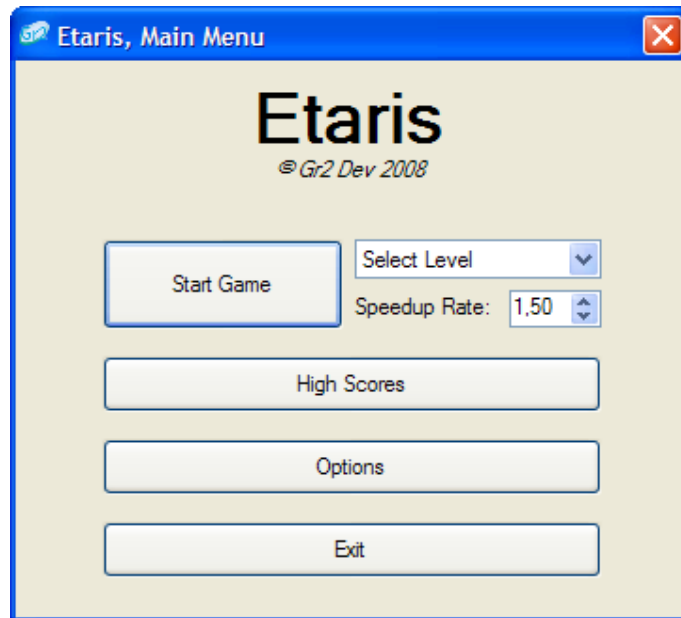 Gr2 Etaris, Main Menu
Etaris
© Gr2 Dev 2008
Start Game
Select Level
Speedup Rate: 1,50
High Scores
Options
Exit